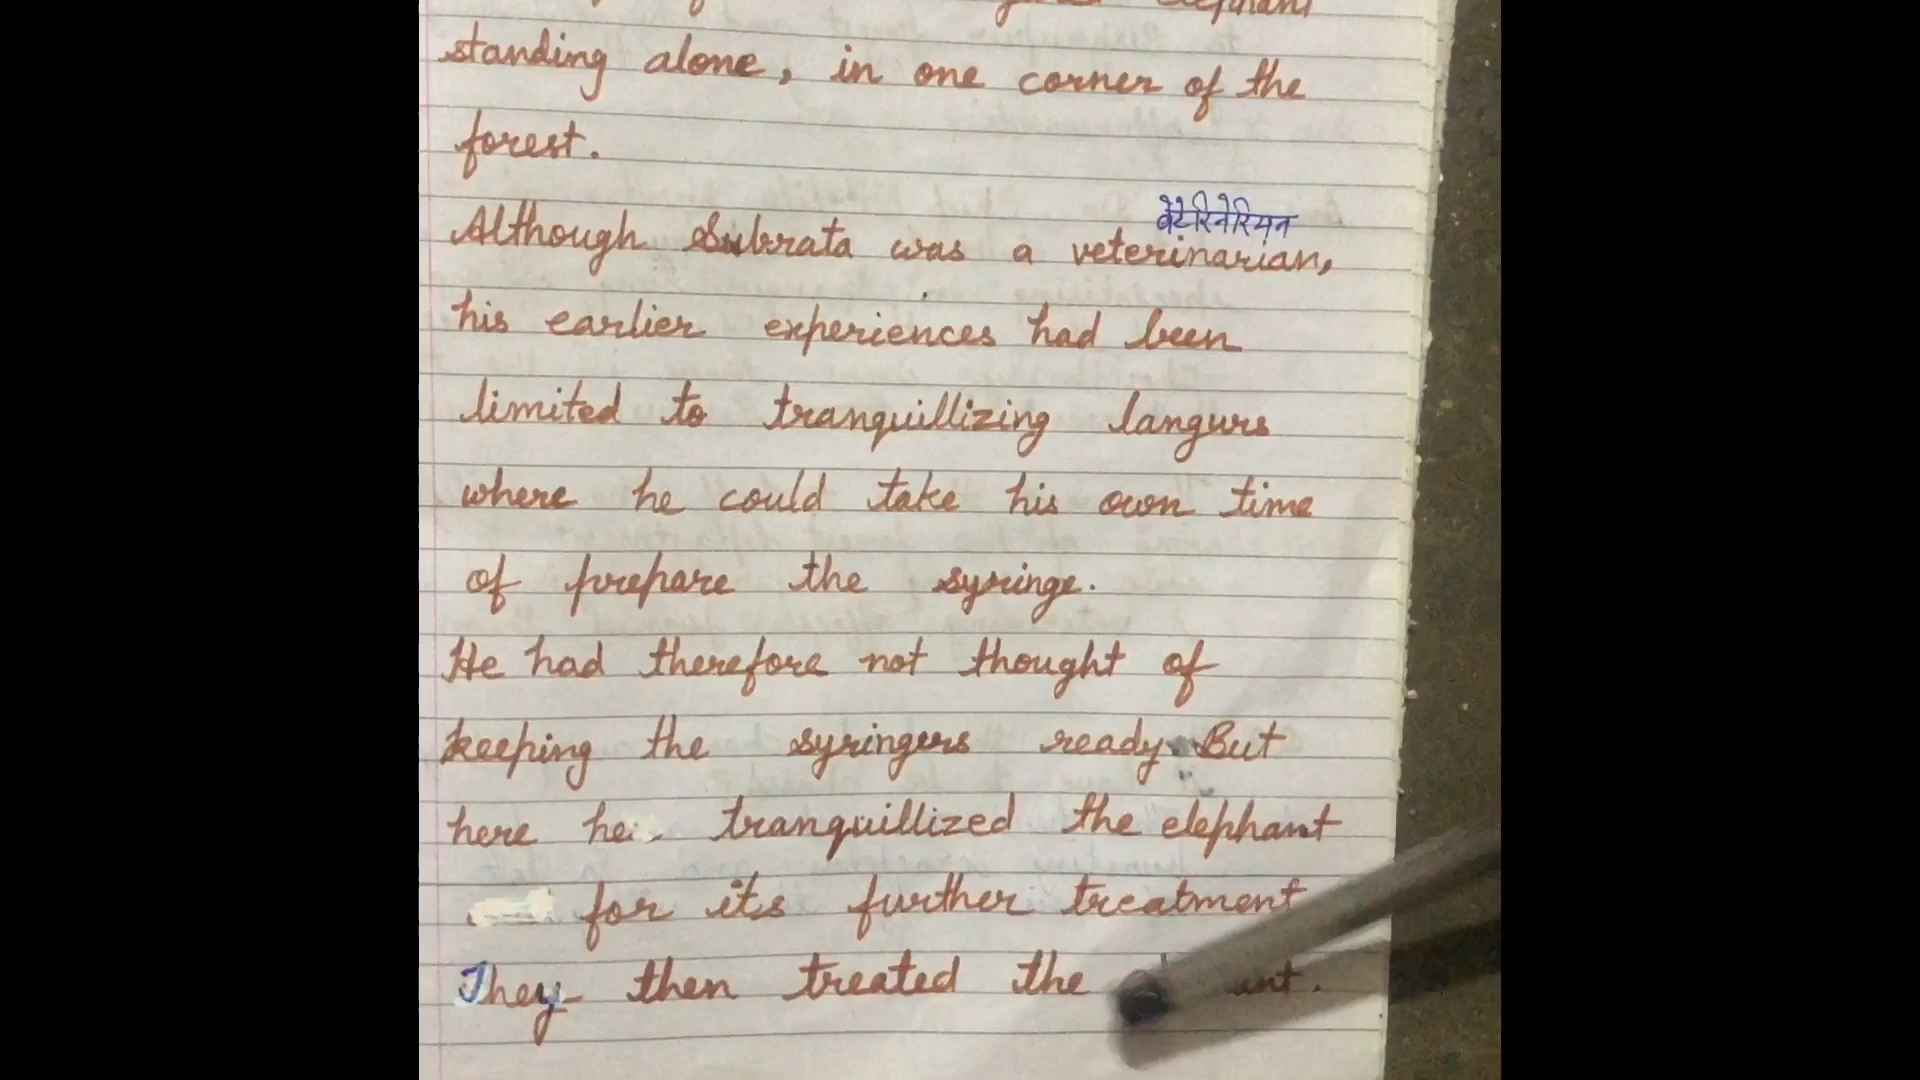 elephant
standing alone, in one corner of the
forest.
वेटेरिनेरियन
Although Subrata was a veterinarian,
his earlier experiences had been
limited to tranquillizing langurs
where he could take his own time
of prepare the syringe.
He had therefore not thought of
keeping the syringers ready. But
here he tranquillized the elephant
for its further treatment
They then treated the